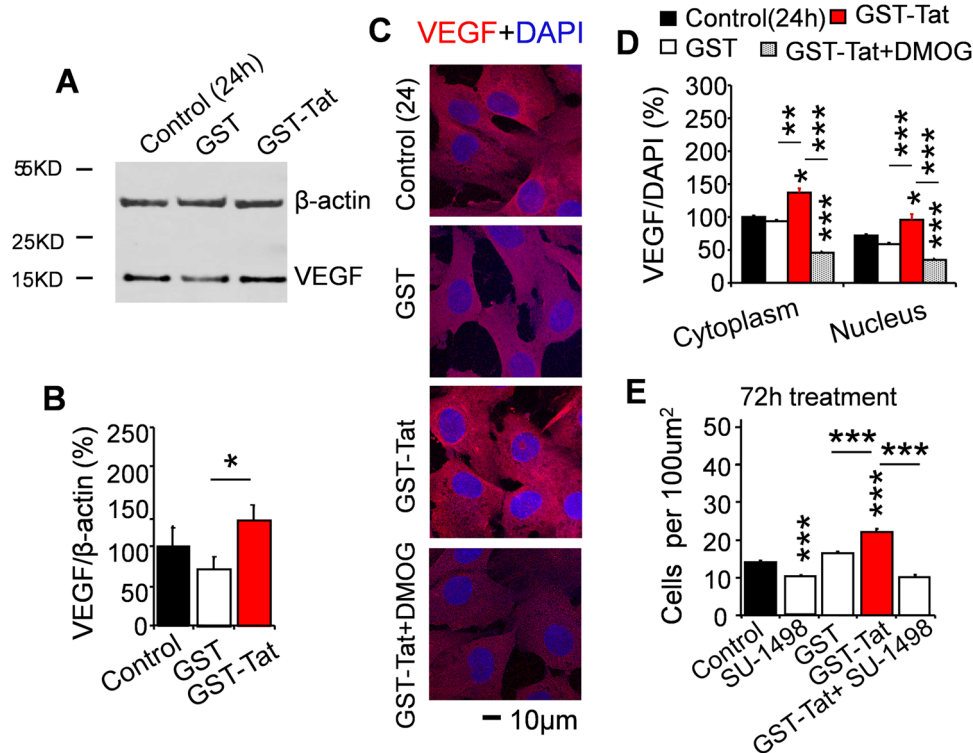 A
Control (24h)
GST
GST-Tat
55KD
β-actin
25KD
15KD
VEGF
B
VEGF/β-actin (%)
250
150
100
50
0
*
Control
GST
GST-Tat
C
VEGF+DAPI
Control (24)
GST
GST-Tat
GST-Tat+DMOG
10µm
D
Control(24h)
GST-Tat
GST
GST-Tat+DMOG
VEGF/DAPI (%)
300
250
200
150
100
50
0
** *** * ***
*** *** * ***
Cytoplasm
Nucleus
E
72h treatment
Cells per 100um²
50
40
20
10
0
*** *** *** ***
Control
SU-1498
GST
GST-Tat
GST-Tat+ SU-1498